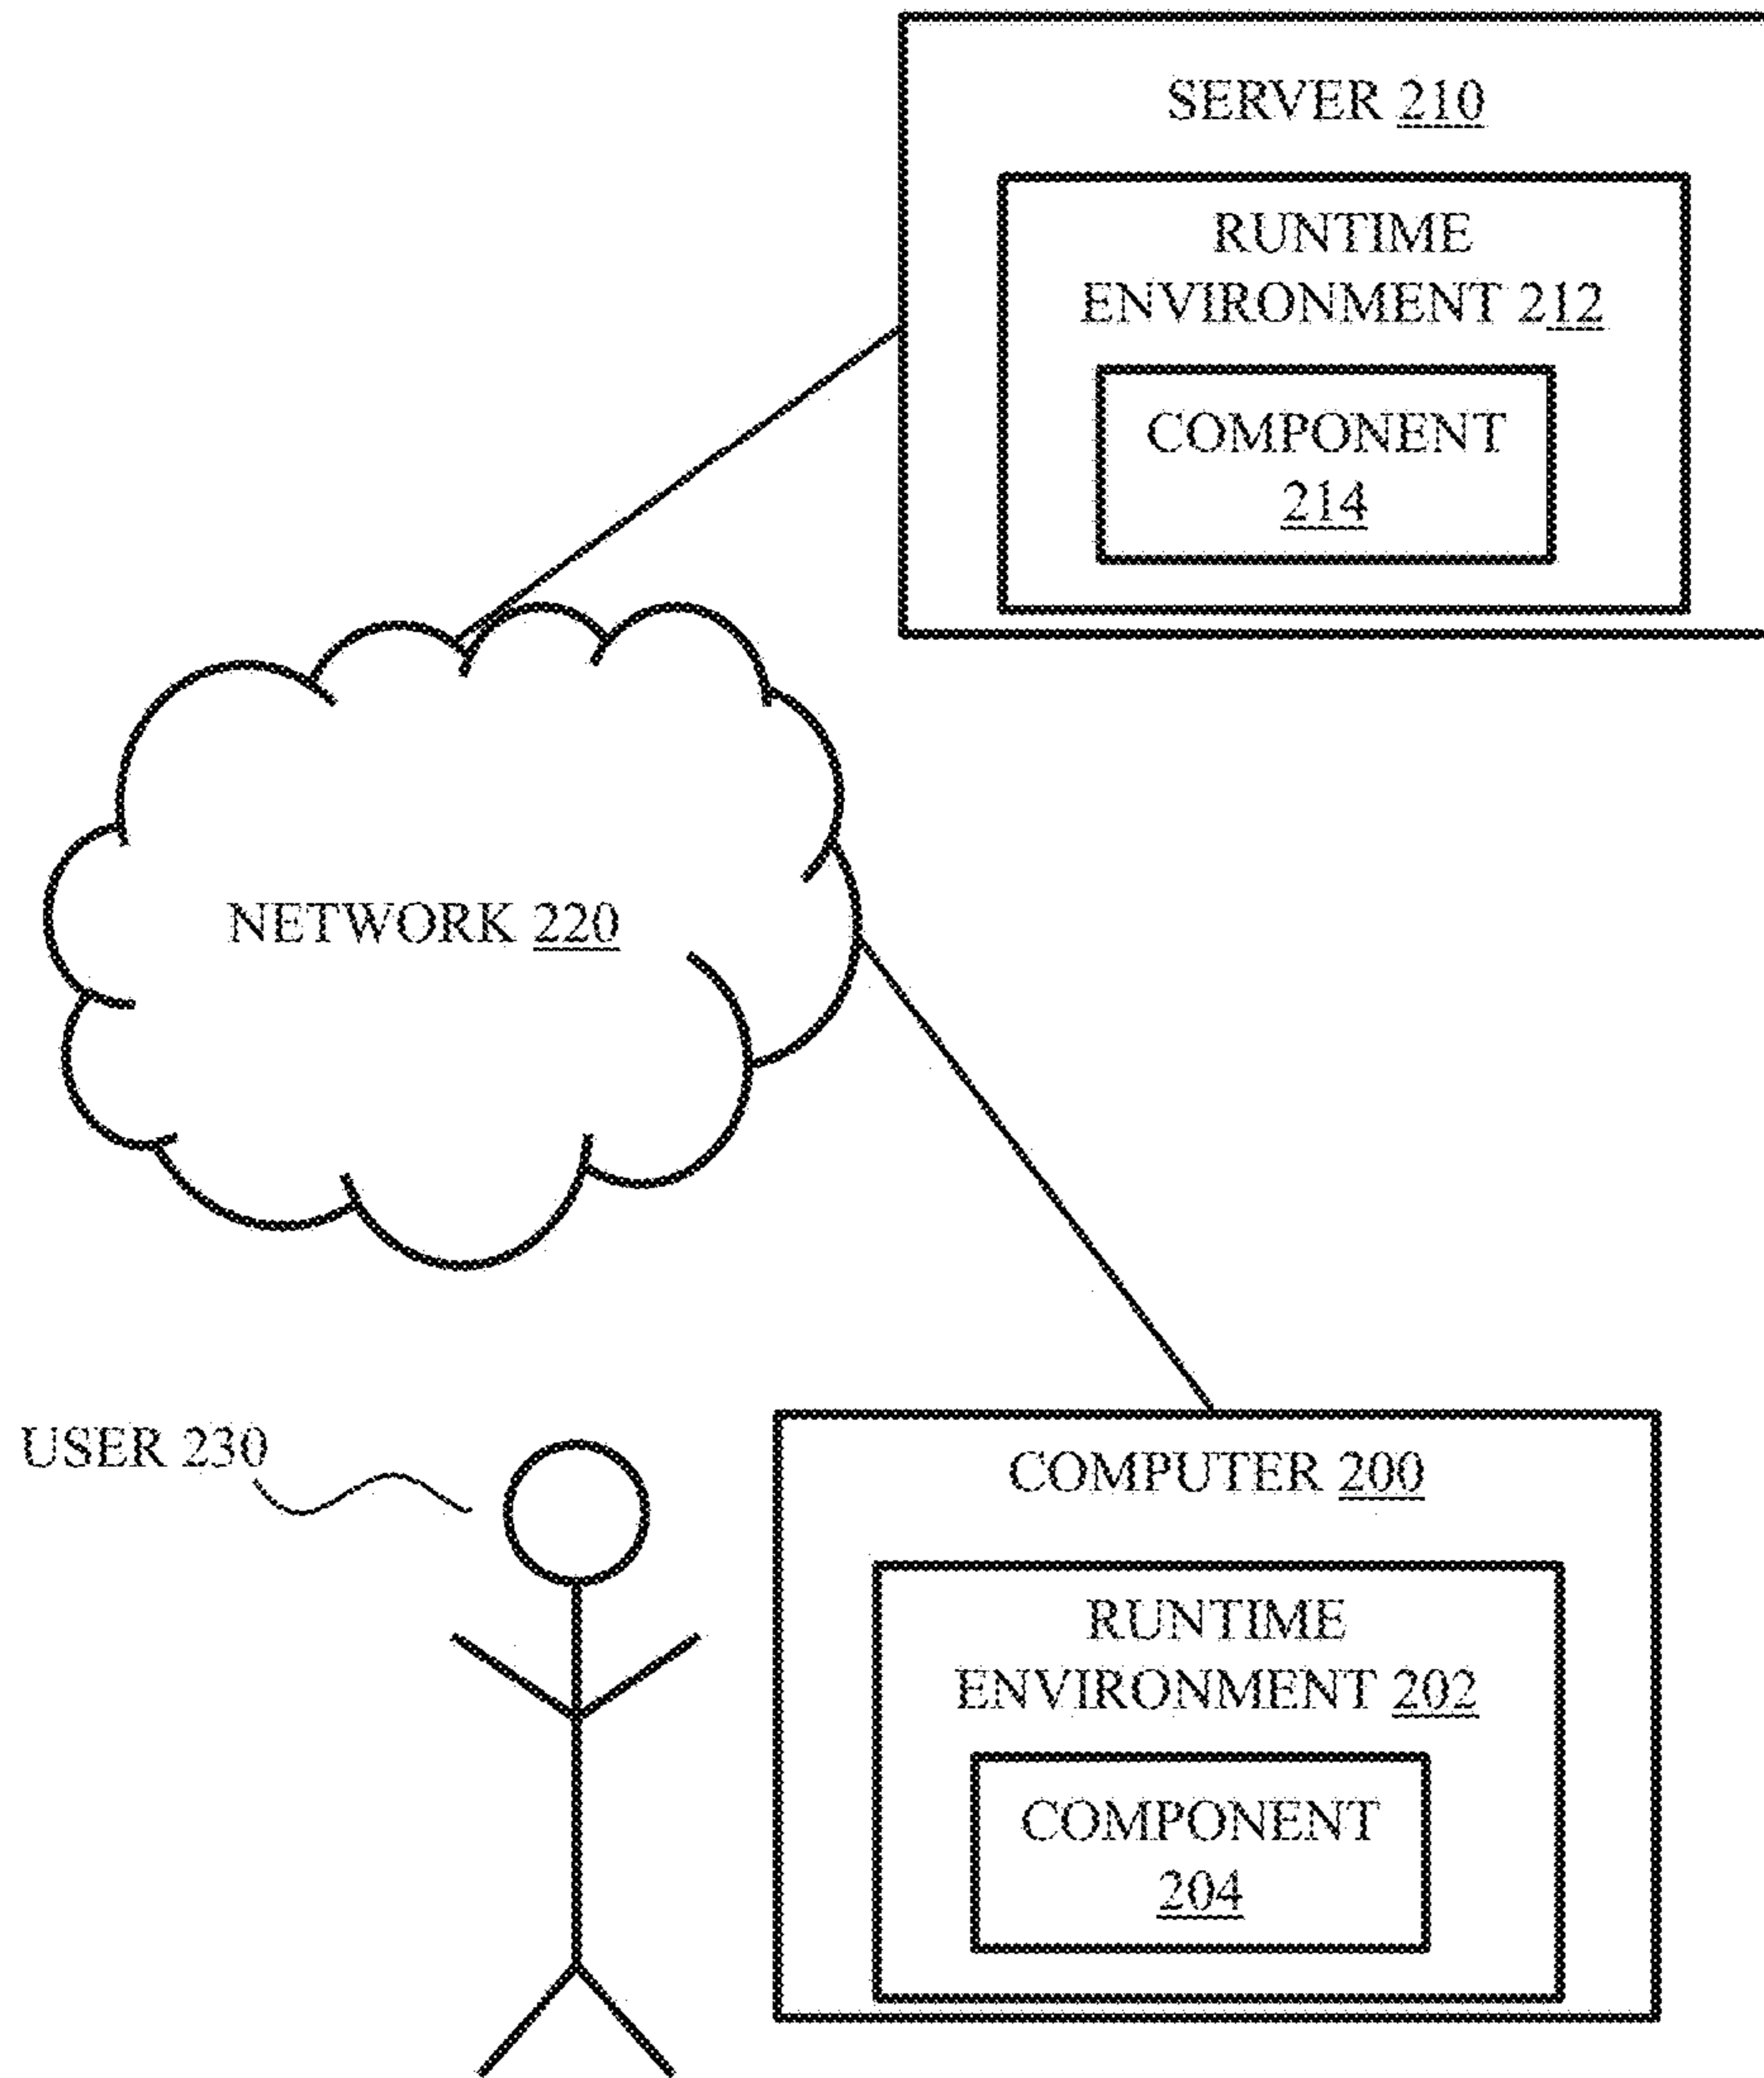 SERVER 210
RUNTIME
ENVIRONMENT 212
COMPONENT
214
NETWORK 220
USER 230
COMPUTER 200
RUNTIME
ENVIRONMENT 202
COMPONENT
204